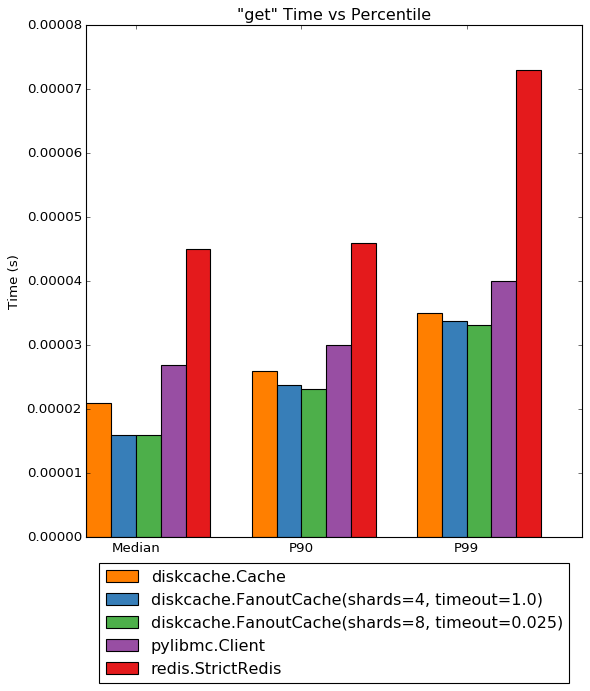 "get" Time vs Percentile
0.00008
0.00007
0.00006
0.00005
0.00004
0.00003
0.00002
0.00001
0.00000
Time (s)
Median P90 P99
diskcache.Cache
diskcache.FanoutCache(shards=4, timeout=1.0)
diskcache.FanoutCache(shards=8, timeout=0.025)
pylibmc.Client
redis.StrictRedis